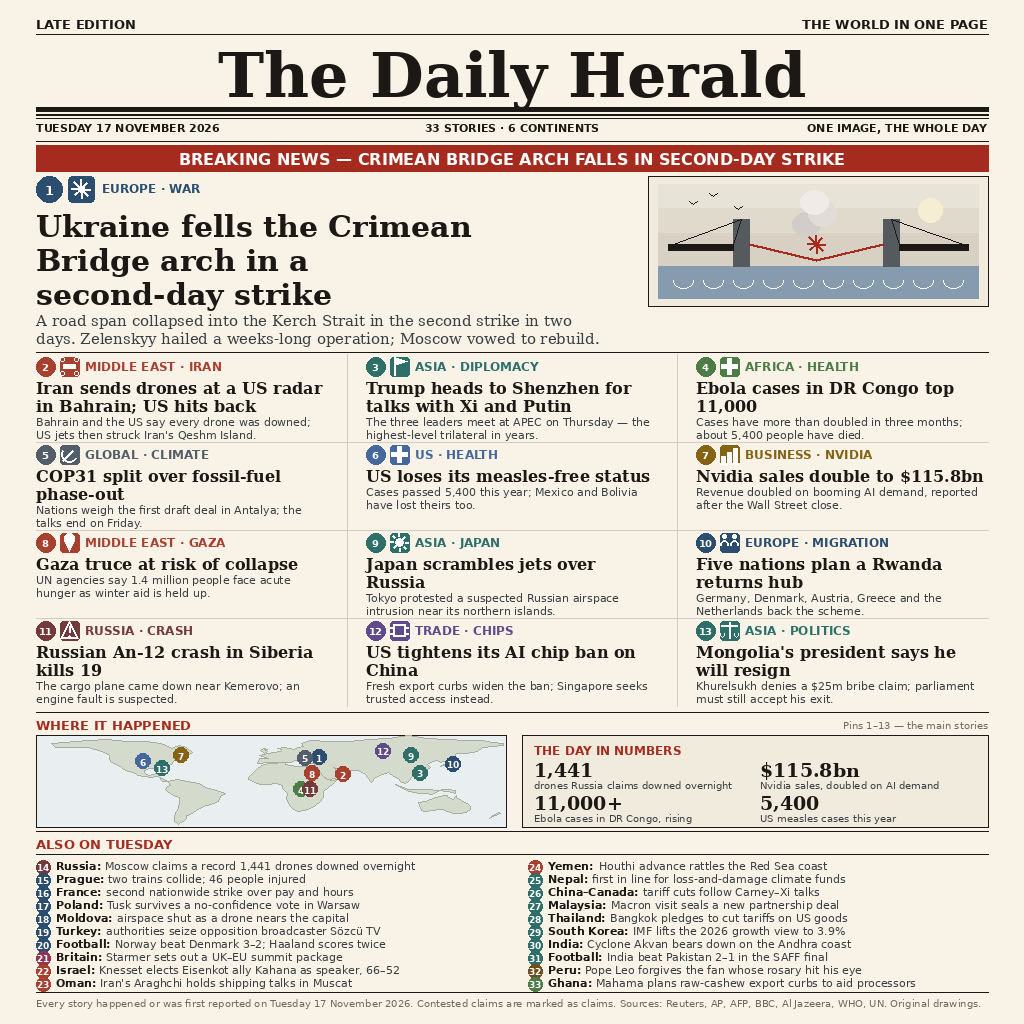 LATE EDITION
THE WORLD IN ONE PAGE
The Daily Herald
TUESDAY 17 NOVEMBER 2026
33 STORIES · 6 CONTINENTS
ONE IMAGE, THE WHOLE DAY
BREAKING NEWS — CRIMEAN BRIDGE ARCH FALLS IN SECOND-DAY STRIKE
1 EUROPE · WAR
Ukraine fells the Crimean
Bridge arch in a
second-day strike
A road span collapsed into the Kerch Strait in the second strike in two
days. Zelenskyy hailed a weeks-long operation; Moscow vowed to rebuild.
2 MIDDLE EAST · IRAN
Iran sends drones at a US radar
in Bahrain; US hits back
Bahrain and the US say every drone was downed;
US jets then struck Iran's Qeshm Island.
3 ASIA · DIPLOMACY
Trump heads to Shenzhen for
talks with Xi and Putin
The three leaders meet at APEC on Thursday — the
highest-level trilateral in years.
4 AFRICA · HEALTH
Ebola cases in DR Congo top
11,000
Cases have more than doubled in three months;
about 5,400 people have died.
5 GLOBAL · CLIMATE
COP31 split over fossil-fuel
phase-out
Nations weigh the first draft deal in Antalya; the
talks end on Friday.
6 US · HEALTH
US loses its measles-free status
Cases passed 5,400 this year; Mexico and Bolivia
have lost theirs too.
7 BUSINESS · NVIDIA
Nvidia sales double to $115.8bn
Revenue doubled on booming AI demand, reported
after the Wall Street close.
8 MIDDLE EAST · GAZA
Gaza truce at risk of collapse
UN agencies say 1.4 million people face acute
hunger as winter aid is held up.
9 ASIA · JAPAN
Japan scrambles jets over
Russia
Tokyo protested a suspected Russian airspace
intrusion near its northern islands.
10 EUROPE · MIGRATION
Five nations plan a Rwanda
returns hub
Germany, Denmark, Austria, Greece and the
Netherlands back the scheme.
11 RUSSIA · CRASH
Russian An-12 crash in Siberia
kills 19
The cargo plane came down near Kemerovo; an
engine fault is suspected.
12 TRADE · CHIPS
US tightens its AI chip ban on
China
Fresh export curbs widen the ban; Singapore seeks
trusted access instead.
13 ASIA · POLITICS
Mongolia's president says he
will resign
Khurelsukh denies a $25m bribe claim; parliament
must still accept his exit.
WHERE IT HAPPENED
Pins 1–13 — the main stories
6
13
7
5
1
8
4
11
2
12
9
3
10
THE DAY IN NUMBERS
1,441
drones Russia claims downed overnight
$115.8bn
Nvidia sales, doubled on AI demand
11,000+
Ebola cases in DR Congo, rising
5,400
US measles cases this year
ALSO ON TUESDAY
14 Russia: Moscow claims a record 1,441 drones downed overnight
15 Prague: two trains collide; 46 people injured
16 France: second nationwide strike over pay and hours
17 Poland: Tusk survives a no-confidence vote in Warsaw
18 Moldova: airspace shut as a drone nears the capital
19 Turkey: authorities seize opposition broadcaster Sözcü TV
20 Football: Norway beat Denmark 3–2; Haaland scores twice
21 Britain: Starmer sets out a UK–EU summit package
22 Israel: Knesset elects Eisenkot ally Kahana as speaker, 66–52
23 Oman: Iran's Araghchi holds shipping talks in Muscat
24 Yemen: Houthi advance rattles the Red Sea coast
25 Nepal: first in line for loss-and-damage climate funds
26 China–Canada: tariff cuts follow Carney–Xi talks
27 Malaysia: Macron visit seals a new partnership deal
28 Thailand: Bangkok pledges to cut tariffs on US goods
29 South Korea: IMF lifts the 2026 growth view to 3.9%
30 India: Cyclone Akvan bears down on the Andhra coast
31 Football: India beat Pakistan 2–1 in the SAFF final
32 Peru: Pope Leo forgives the fan whose rosary hit his eye
33 Ghana: Mahama plans raw-cashew export curbs to aid processors
Every story happened or was first reported on Tuesday 17 November 2026. Contested claims are marked as claims. Sources: Reuters, AP, AFP, BBC, Al Jazeera, WHO, UN. Original drawings.